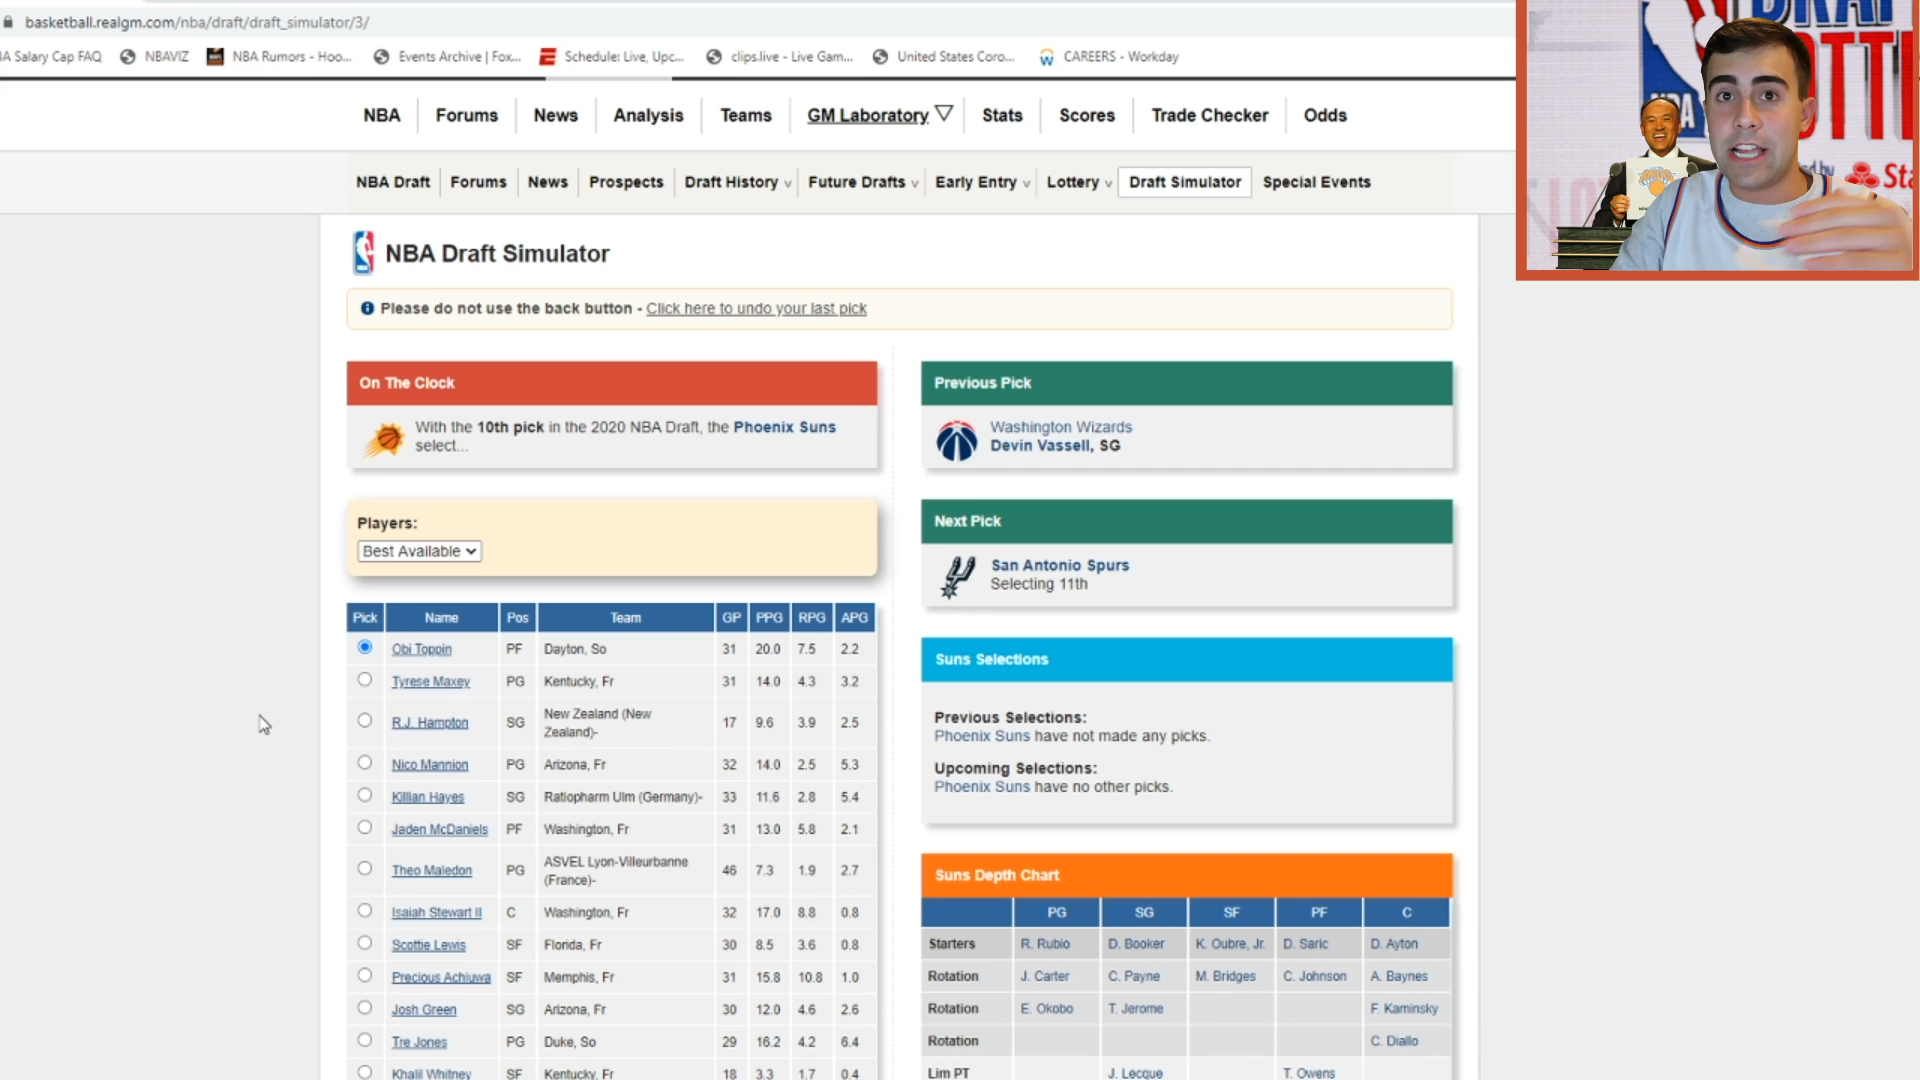 basketball.realgm.com/nba/draft/draft_simulator/3/
A Salary Cap FAQ NBAVIZ NBA Rumors - Hoo... Events Archive | Fox... Schedule: Live, Upc... clips.live - Live Gam... United States Coro... CAREERS - Workday
NBA Forums News Analysis Teams GM Laboratory Stats Scores Trade Checker Odds
NBA Draft Forums News Prospects Draft History v Future Drafts v Early Entry v Lottery v Draft Simulator Special Events
NBA Draft Simulator
Please do not use the back button - Click here to undo your last pick
On The Clock
With the 10th pick in the 2020 NBA Draft, the Phoenix Suns
select...
Players:
Best Available
Pick Name Pos Team GP PPG RPG APG
Obi Toppin PF Dayton, So 31 20.0 7.5 2.2
Tyrese Maxey PG Kentucky, Fr 31 14.0 4.3 3.2
R.J. Hampton SG New Zealand (New
Zealand)- 17 9.6 3.9 2.5
Nico Mannion PG Arizona, Fr 32 14.0 2.5 5.3
Killian Hayes SG Ratiopharm Ulm (Germany)- 33 11.6 2.8 5.4
Jaden McDaniels PF Washington, Fr 31 13.0 5.8 2.1
Theo Maledon PG ASVEL Lyon-Villeurbanne
(France)- 46 7.3 1.9 2.7
Isaiah Stewart II C Washington, Fr 32 17.0 8.8 0.8
Scottie Lewis SF Florida, Fr 30 8.5 3.6 0.8
Precious Achiuwa SF Memphis, Fr 31 15.8 10.8 1.0
Josh Green SG Arizona, Fr 30 12.0 4.6 2.6
Tre Jones PG Duke, So 29 16.2 4.2 6.4
Khalil Whitney SF Kentucky, Fr 18 3.3 1.7 0.4
Previous Pick
Washington Wizards
Devin Vassell, SG
Next Pick
San Antonio Spurs
Selecting 11th
Suns Selections
Previous Selections:
Phoenix Suns have not made any picks.
Upcoming Selections:
Phoenix Suns have no other picks.
Suns Depth Chart
PG SG SF PF C
Starters R. Rubio D. Booker K. Oubre, Jr. D. Saric D. Ayton
Rotation J. Carter C. Payne M. Bridges C. Johnson A. Baynes
Rotation E. Okobo T. Jerome F. Kaminsky
Rotation C. Diallo
Lim PT J. Lecque T. Owens